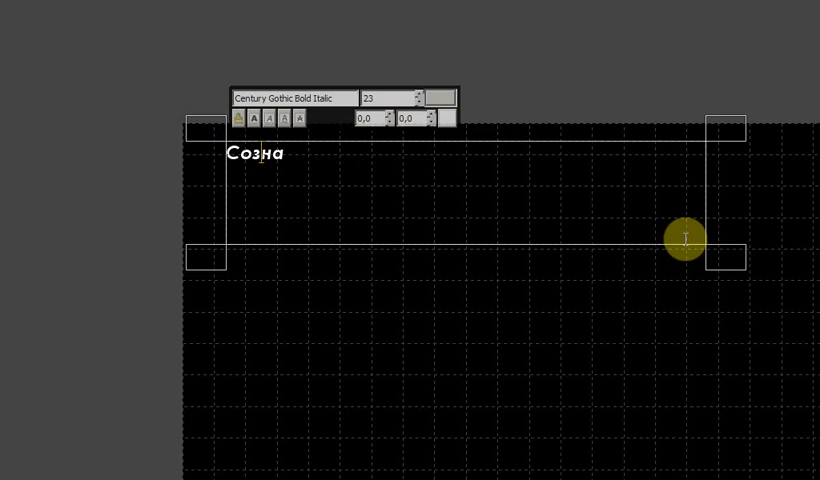 Century Gothic Bold Italic 23
A A A A 0,0 0,0
Созна